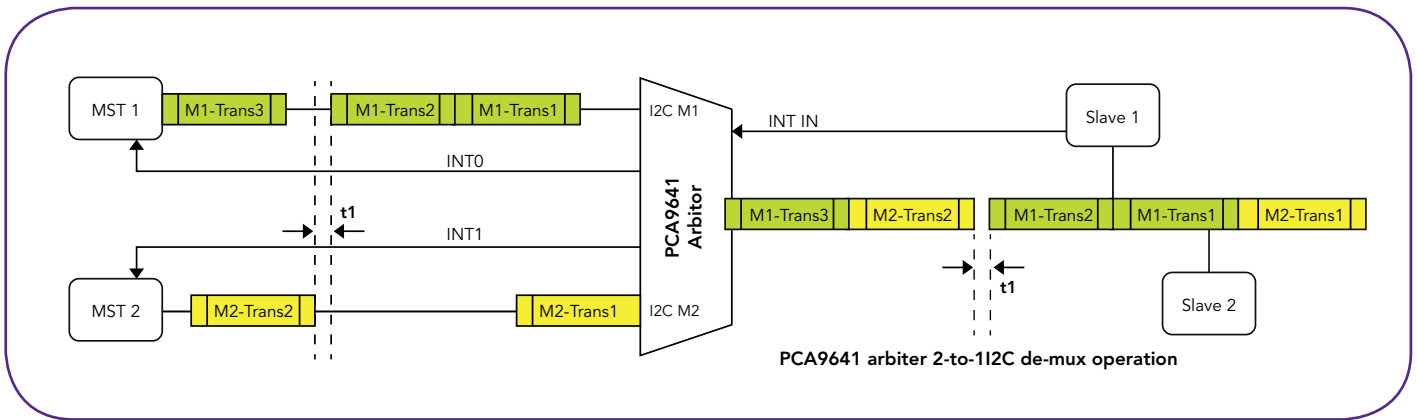 MST 1
M1-Trans3
M1-Trans2
M1-Trans1
I2C M1
INT IN
Slave 1
INT0
PCA9641
Arbitor
M1-Trans3
M2-Trans2
M1-Trans2
M1-Trans1
M2-Trans1
t1
INT1
t1
MST 2
M2-Trans2
M2-Trans1
I2C M2
Slave 2
PCA9641 arbiter 2-to-1I2C de-mux operation